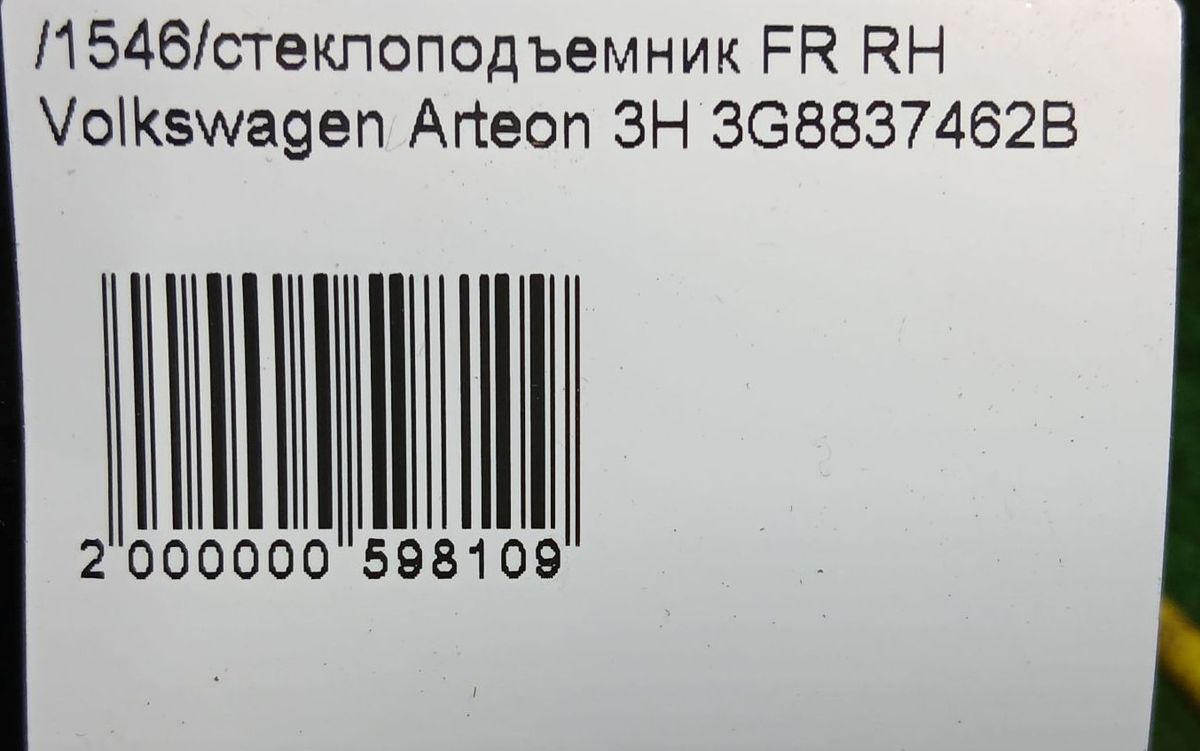 /1546/стеклоподъемник FR RH
Volkswagen Arteon 3H 3G8837462B
2 000000 598109